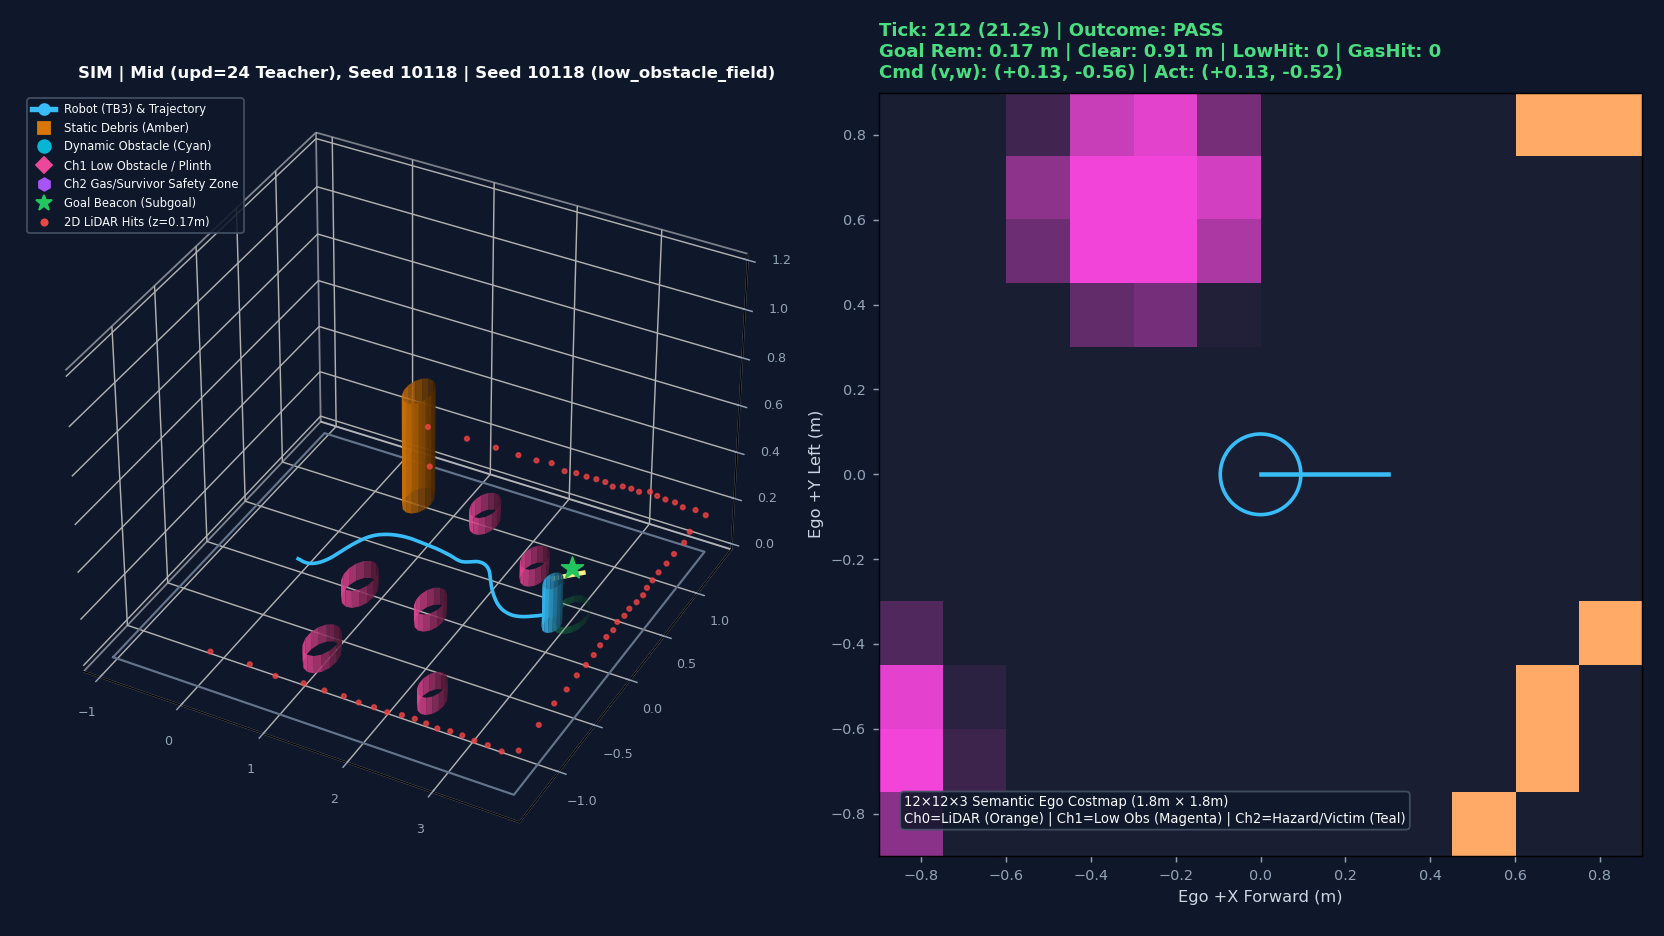 SIM | Mid (upd=24 Teacher), Seed 10118 | Seed 10118 (low_obstacle_field)
Robot (TB3) & Trajectory
Static Debris (Amber)
Dynamic Obstacle (Cyan)
Ch1 Low Obstacle / Plinth
Ch2 Gas/Survivor Safety Zone
Goal Beacon (Subgoal)
2D LiDAR Hits (z=0.17m)
1.2
1.0
0.8
0.6
0.4
0.2
0.0
1.0
0.5
0.0
−0.5
−1.0
−1
0
1
2
3
Tick: 212 (21.2s) | Outcome: PASS
Goal Rem: 0.17 m | Clear: 0.91 m | LowHit: 0 | GasHit: 0
Cmd (v,w): (+0.13, -0.56) | Act: (+0.13, -0.52)
Ego +Y Left (m)
0.8
0.6
0.4
0.2
0.0
−0.2
−0.4
−0.6
−0.8
12×12×3 Semantic Ego Costmap (1.8m × 1.8m)
Ch0=LiDAR (Orange) | Ch1=Low Obs (Magenta) | Ch2=Hazard/Victim (Teal)
−0.8 −0.6 −0.4 −0.2 0.0 0.2 0.4 0.6 0.8
Ego +X Forward (m)